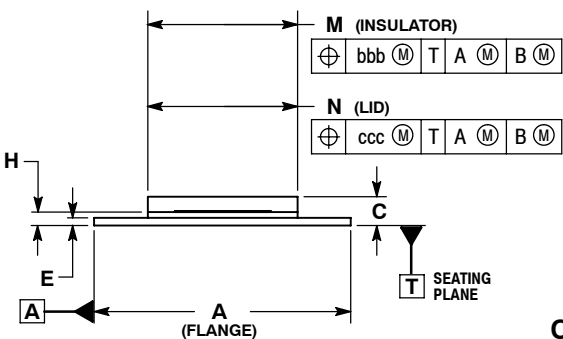 M (INSULATOR)
⌖ bbb Ⓜ T A Ⓜ B Ⓜ
N (LID)
⌖ ccc Ⓜ T A Ⓜ B Ⓜ
H
C
E
T SEATING
PLANE
A
A
(FLANGE)
C